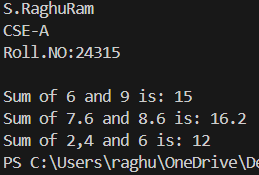 S.RaghuRam
CSE-A
Roll.NO:24315
Sum of 6 and 9 is: 15
Sum of 7.6 and 8.6 is: 16.2
Sum of 2,4 and 6 is: 12
PS C:\Users\raghu\OneDrive\De